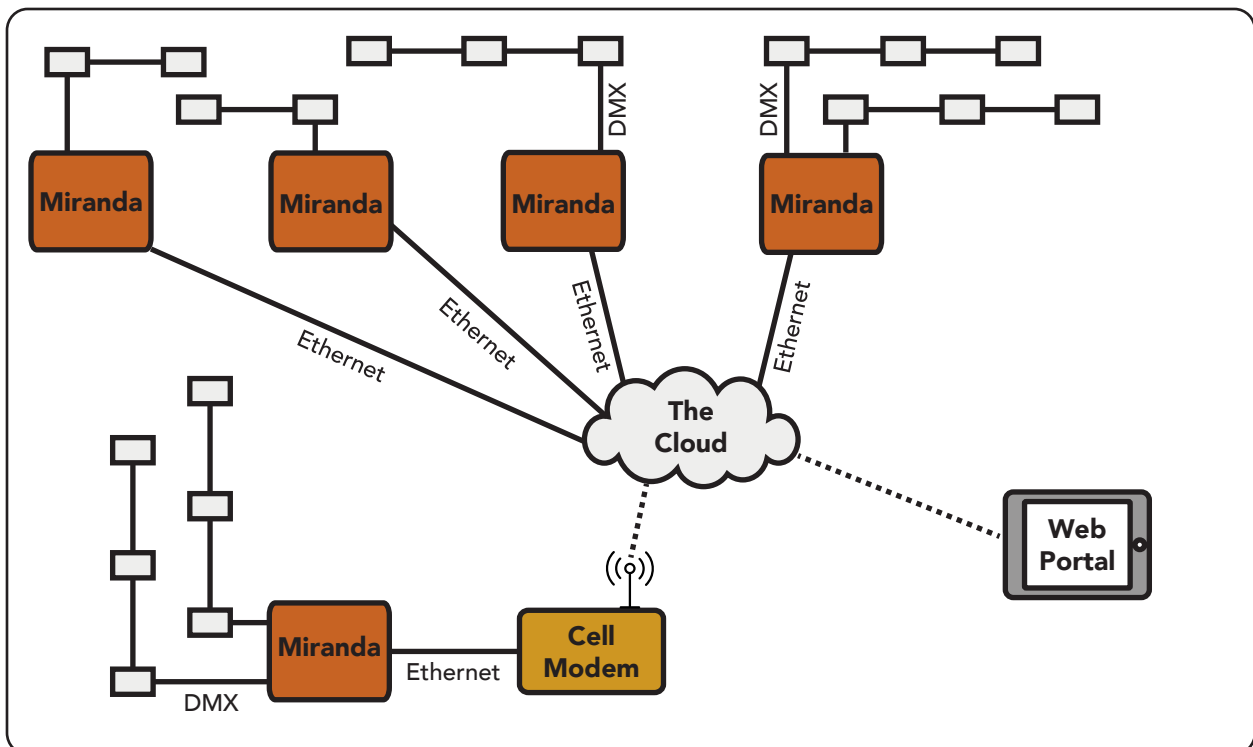 DMX
DMX
Miranda
Miranda
Miranda
Miranda
Ethernet
Ethernet
Ethernet
Ethernet
The
Cloud
Web
Portal
Miranda
Ethernet
Cell
Modem
DMX